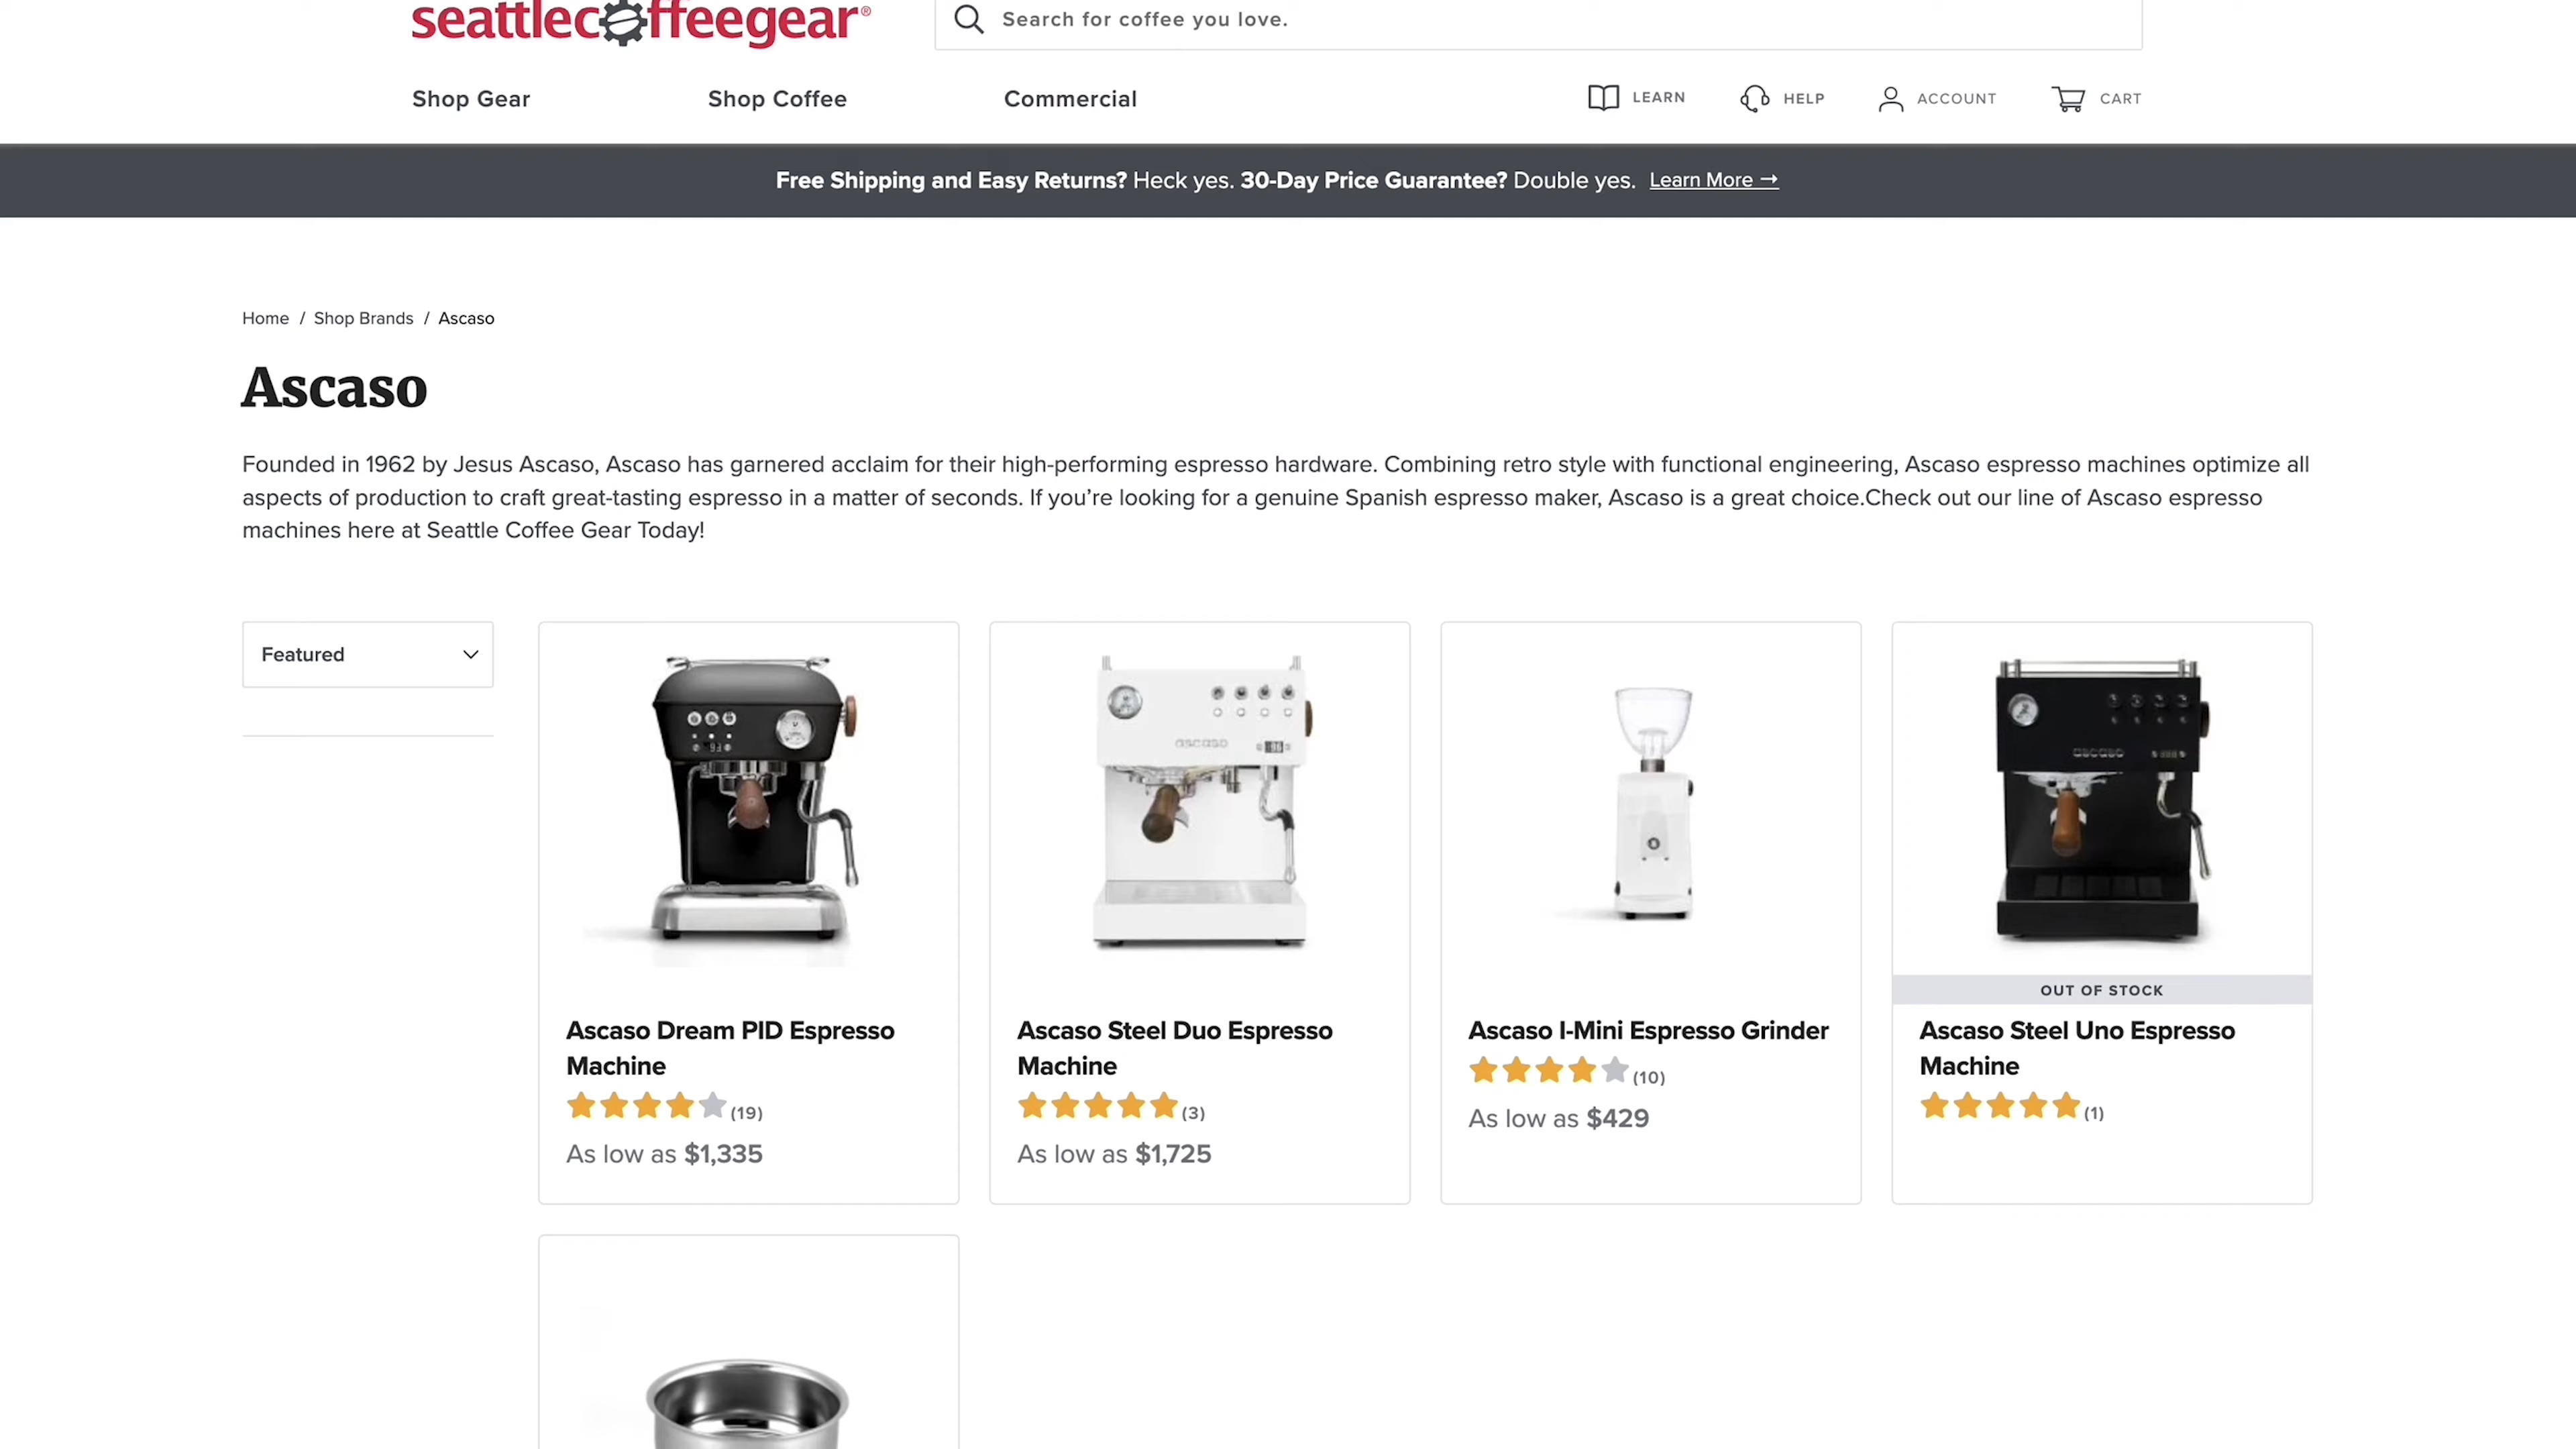 seattlecoffeegear®
Search for coffee you love.
Shop Gear
Shop Coffee
Commercial
LEARN
HELP
ACCOUNT
CART
Free Shipping and Easy Returns? Heck yes. 30-Day Price Guarantee? Double yes. Learn More →
Home / Shop Brands / Ascaso
Ascaso
Founded in 1962 by Jesus Ascaso, Ascaso has garnered acclaim for their high-performing espresso hardware. Combining retro style with functional engineering, Ascaso espresso machines optimize all
aspects of production to craft great-tasting espresso in a matter of seconds. If you're looking for a genuine Spanish espresso maker, Ascaso is a great choice.Check out our line of Ascaso espresso
machines here at Seattle Coffee Gear Today!
Featured
93
ascaso
ascaso
OUT OF STOCK
Ascaso Dream PID Espresso
Machine
(19)
As low as $1,335
Ascaso Steel Duo Espresso
Machine
(3)
As low as $1,725
Ascaso I-Mini Espresso Grinder
(10)
As low as $429
Ascaso Steel Uno Espresso
Machine
(1)